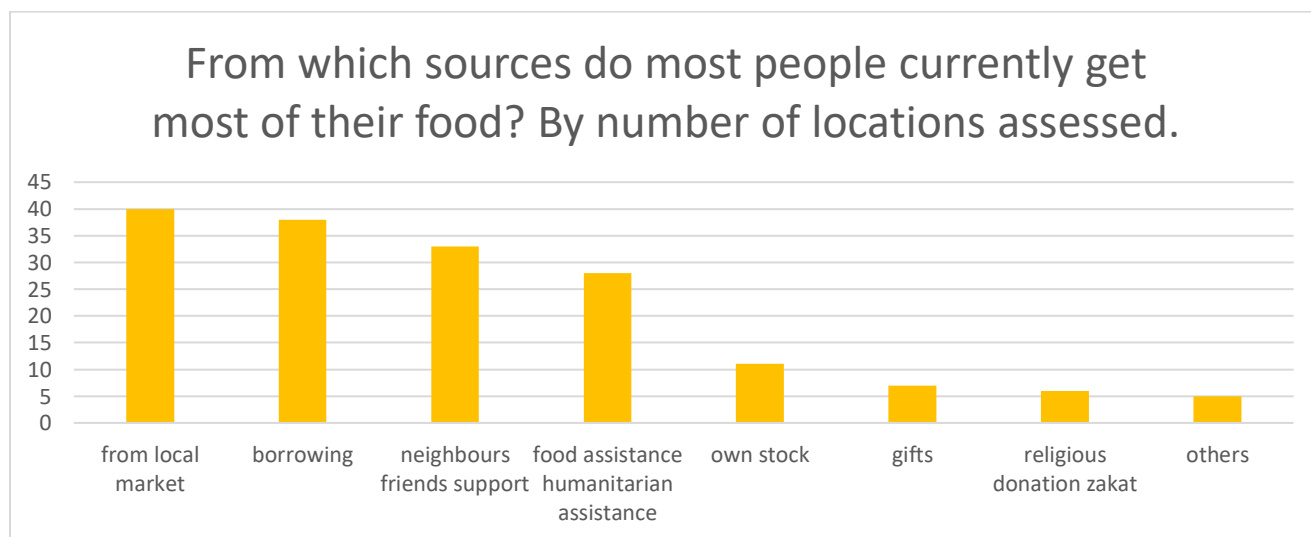 From which sources do most people currently get
most of their food? By number of locations assessed.
45
40
35
30
25
20
15
10
5
0
from local
market
borrowing
neighbours
friends support
food assistance
humanitarian
assistance
own stock
gifts
religious
donation zakat
others